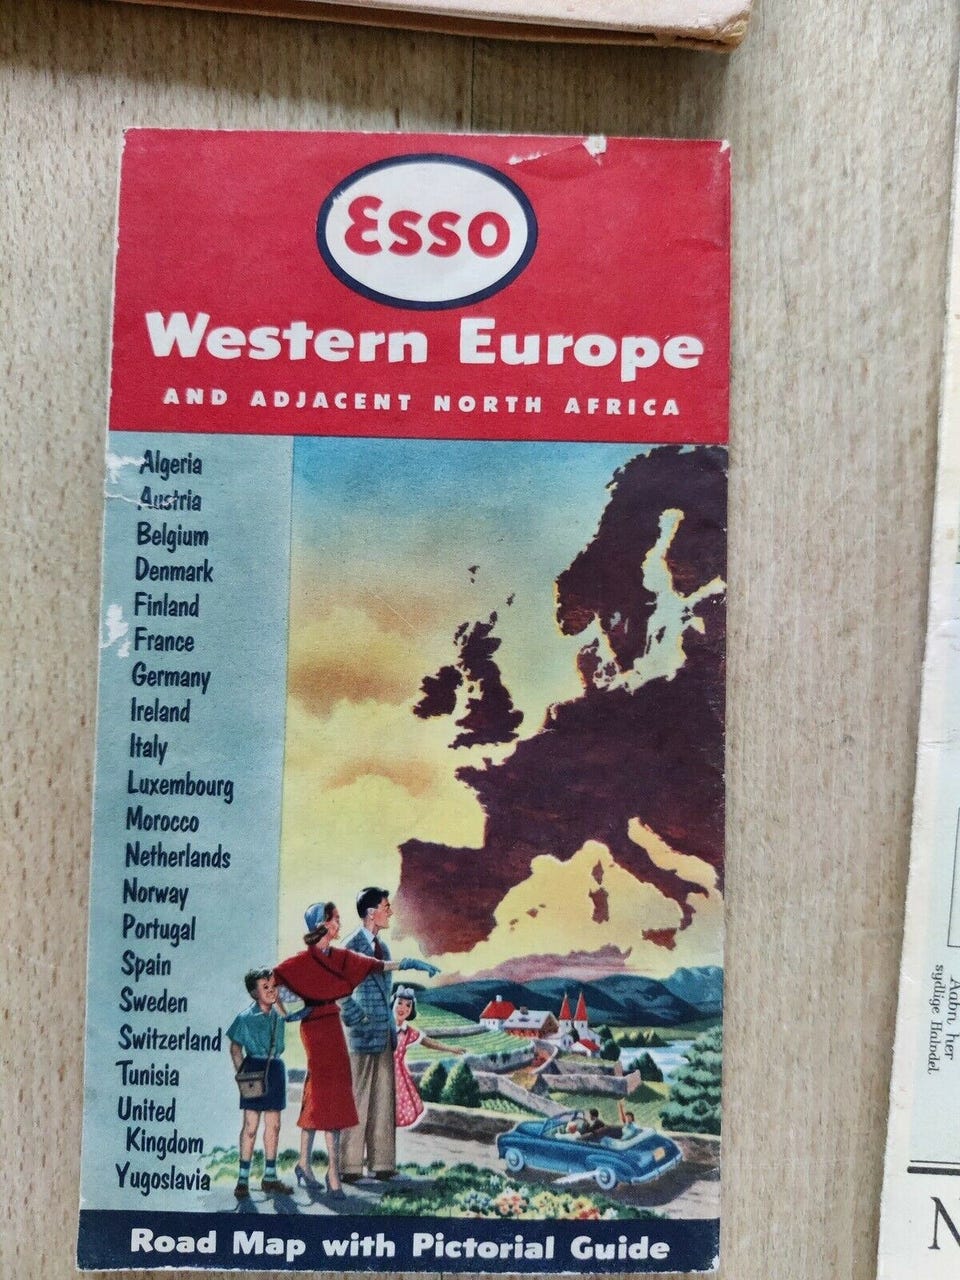 Esso
Western Europe
AND ADJACENT NORTH AFRICA
Algeria
Austria
Belgium
Denmark
Finland
France
Germany
Ireland
Italy
Luxembourg
Morocco
Netherlands
Norway
Portugal
Spain
Sweden
Switzerland
Tunisia
United
Kingdom
Yugoslavia
Road Map with Pictorial Guide
Aabn her
sydlige Halvdel.
N